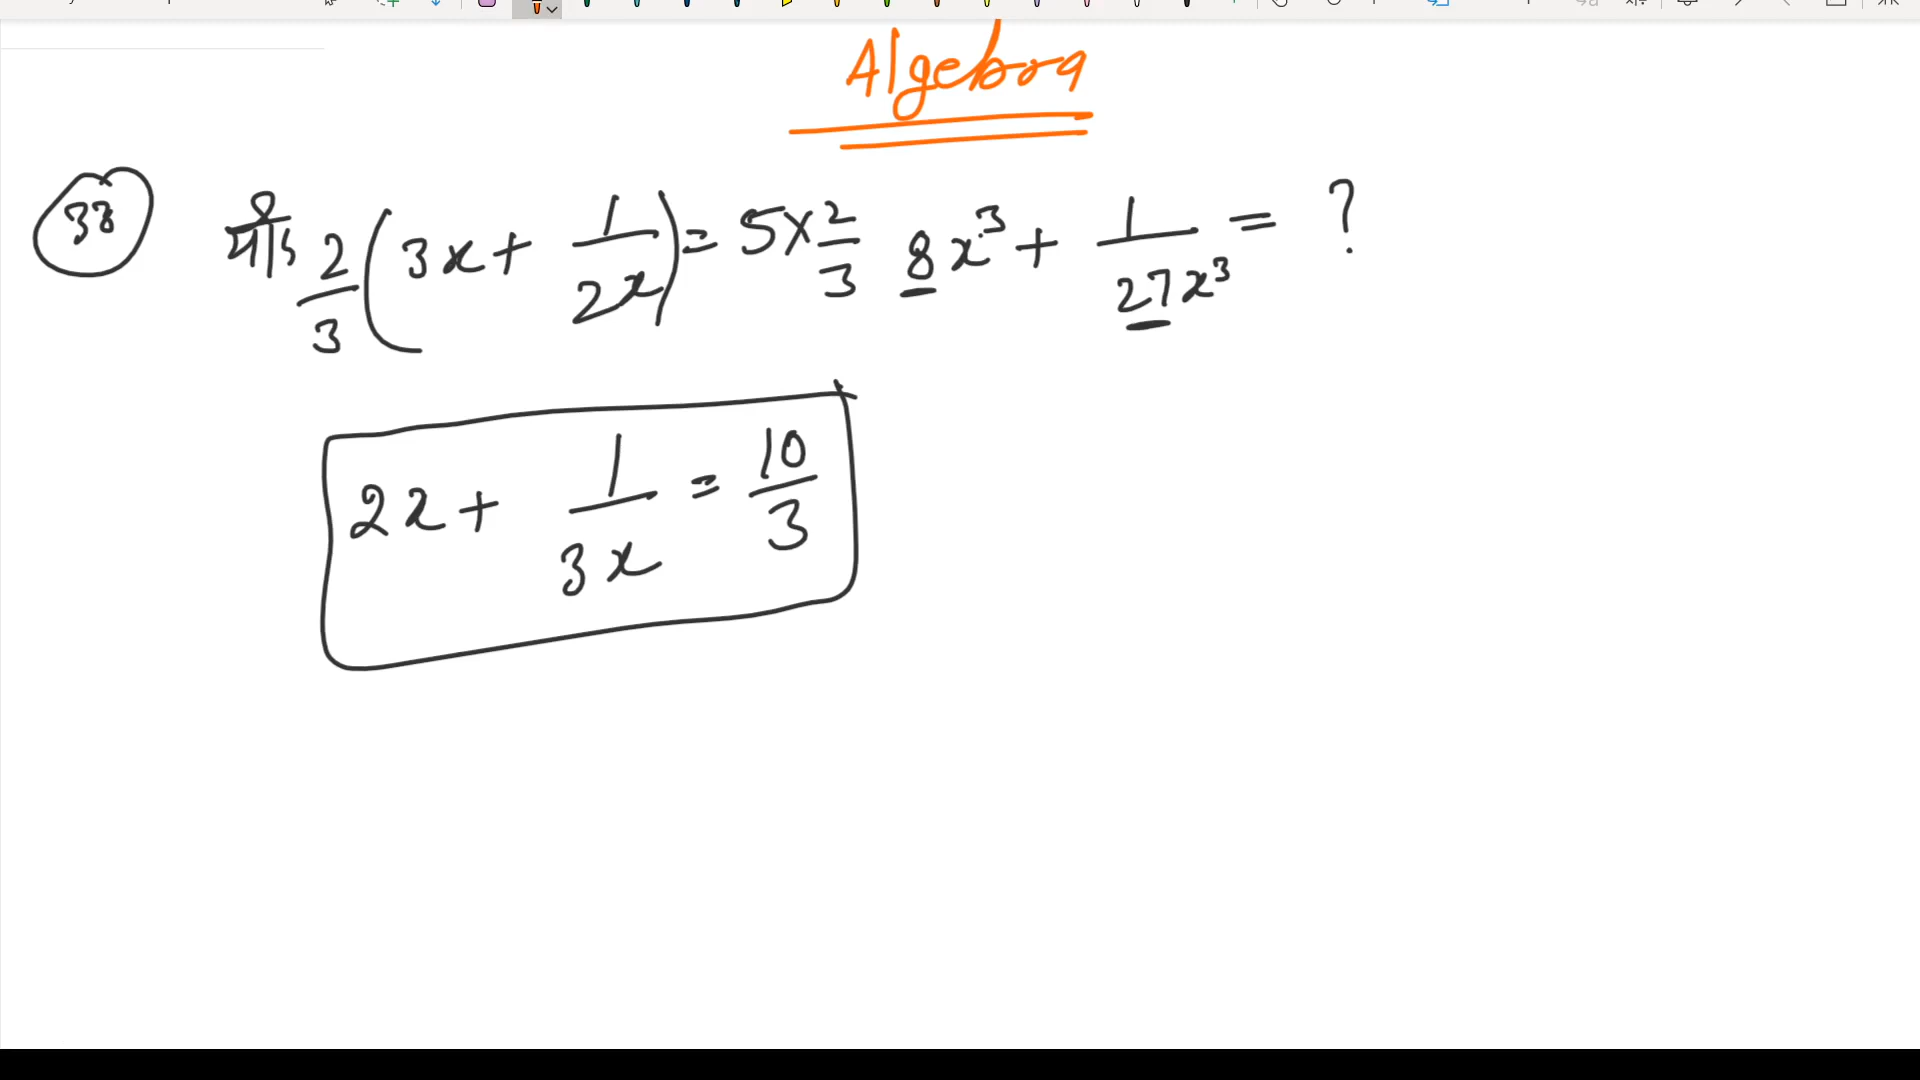 Algebra
38 यदि 2/3 (3x + 1/2x) = 5 × 2/3 8x³ + 1/27x³ = ?
2x + 1/3x = 10/3